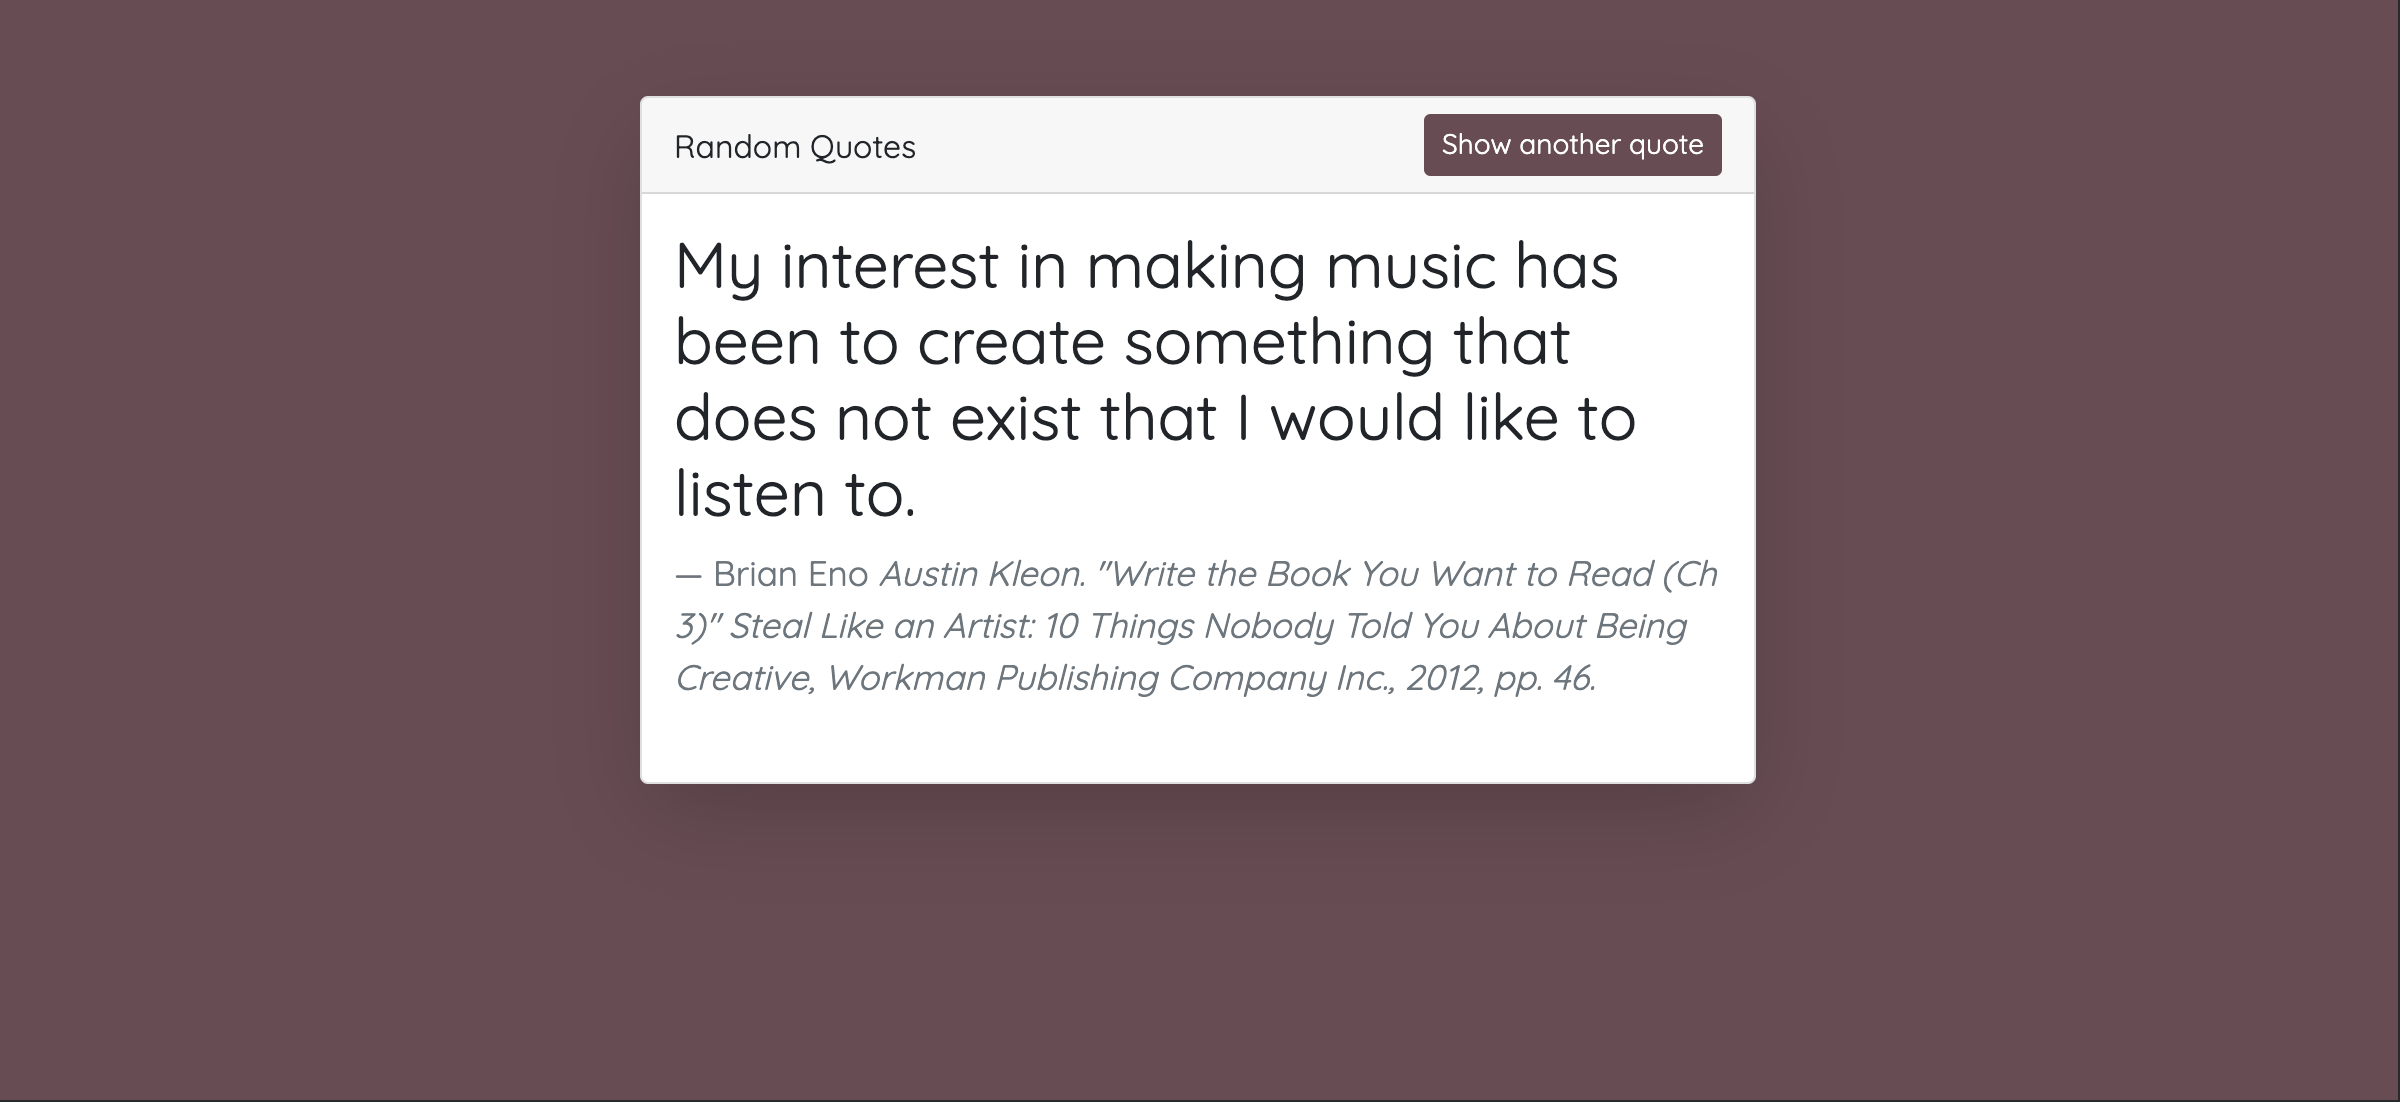 Random Quotes
Show another quote
My interest in making music has
been to create something that
does not exist that I would like to
listen to.
— Brian Eno Austin Kleon. "Write the Book You Want to Read (Ch
3)" Steal Like an Artist: 10 Things Nobody Told You About Being
Creative, Workman Publishing Company Inc., 2012, pp. 46.